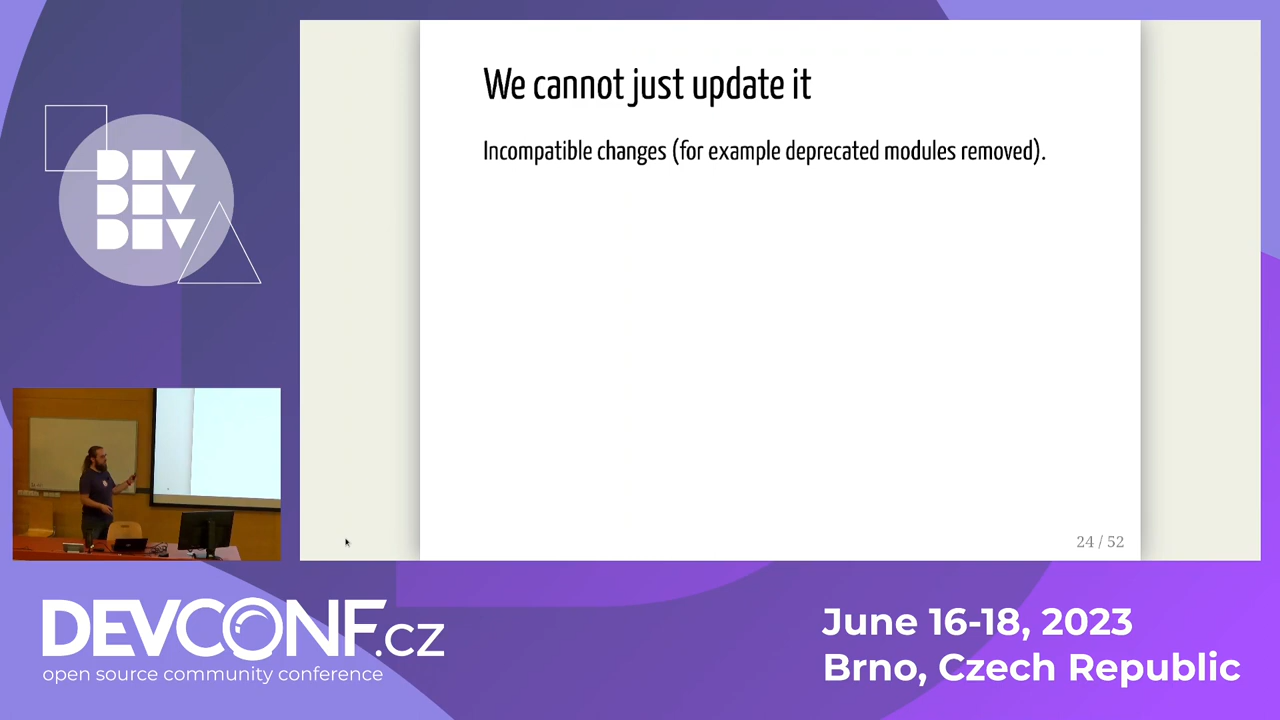 We cannot just update it
Incompatible changes (for example deprecated modules removed).
24 / 52
DEV
DEV
DEV
DEVCONF.cz
open source community conference
June 16-18, 2023
Brno, Czech Republic